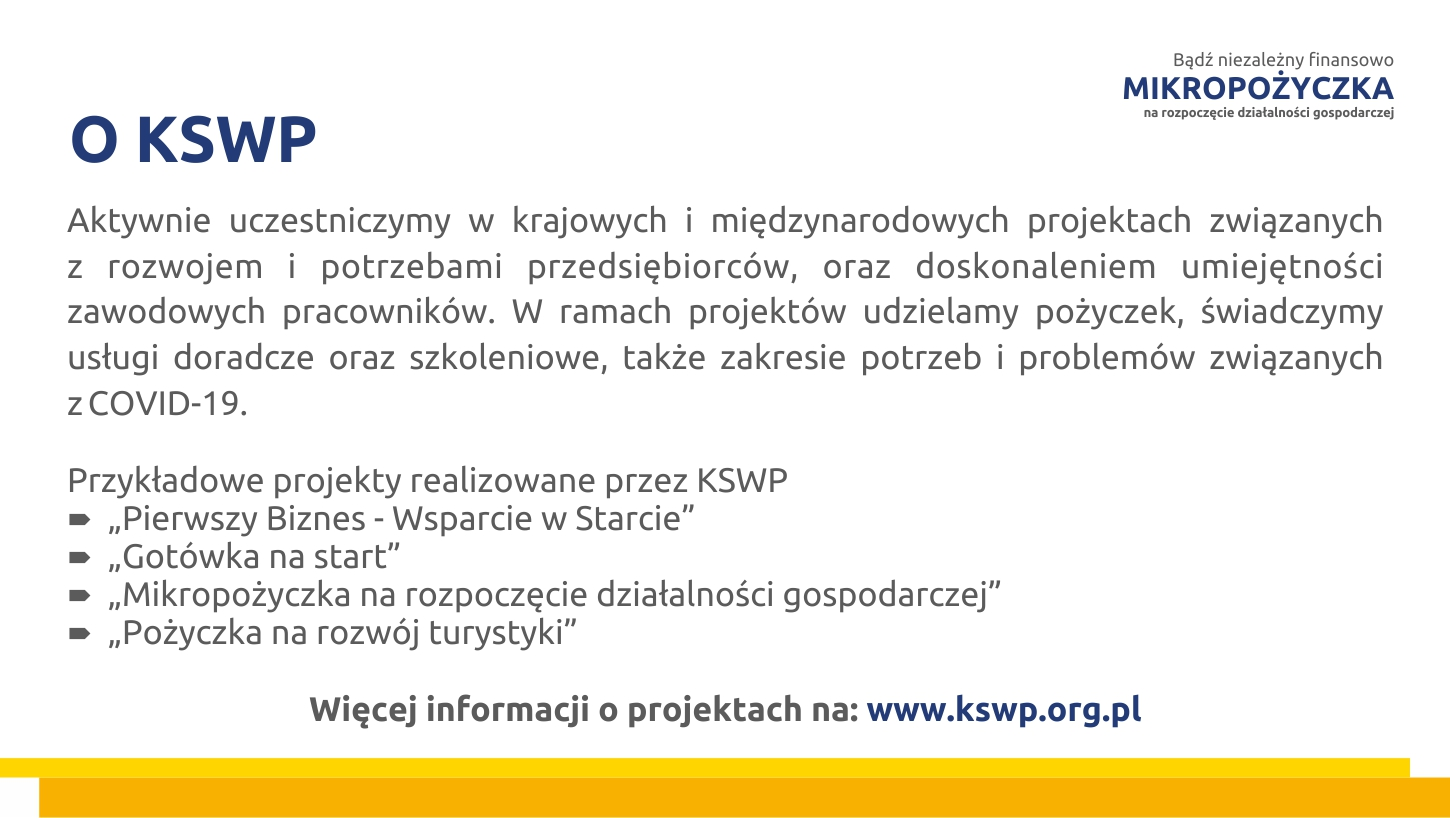 Bądź niezależny finansowo
MIKROPOŻYCZKA
na rozpoczęcie działalności gospodarczej
O KSWP
Aktywnie uczestniczymy w krajowych i międzynarodowych projektach związanych
z rozwojem i potrzebami przedsiębiorców, oraz doskonaleniem umiejętności
zawodowych pracowników. W ramach projektów udzielamy pożyczek, świadczymy
usługi doradcze oraz szkoleniowe, także zakresie potrzeb i problemów związanych
z COVID-19.
Przykładowe projekty realizowane przez KSWP
➨ „Pierwszy Biznes - Wsparcie w Starcie”
➨ „Gotówka na start”
➨ „Mikropożyczka na rozpoczęcie działalności gospodarczej”
➨ „Pożyczka na rozwój turystyki”
Więcej informacji o projektach na: www.kswp.org.pl